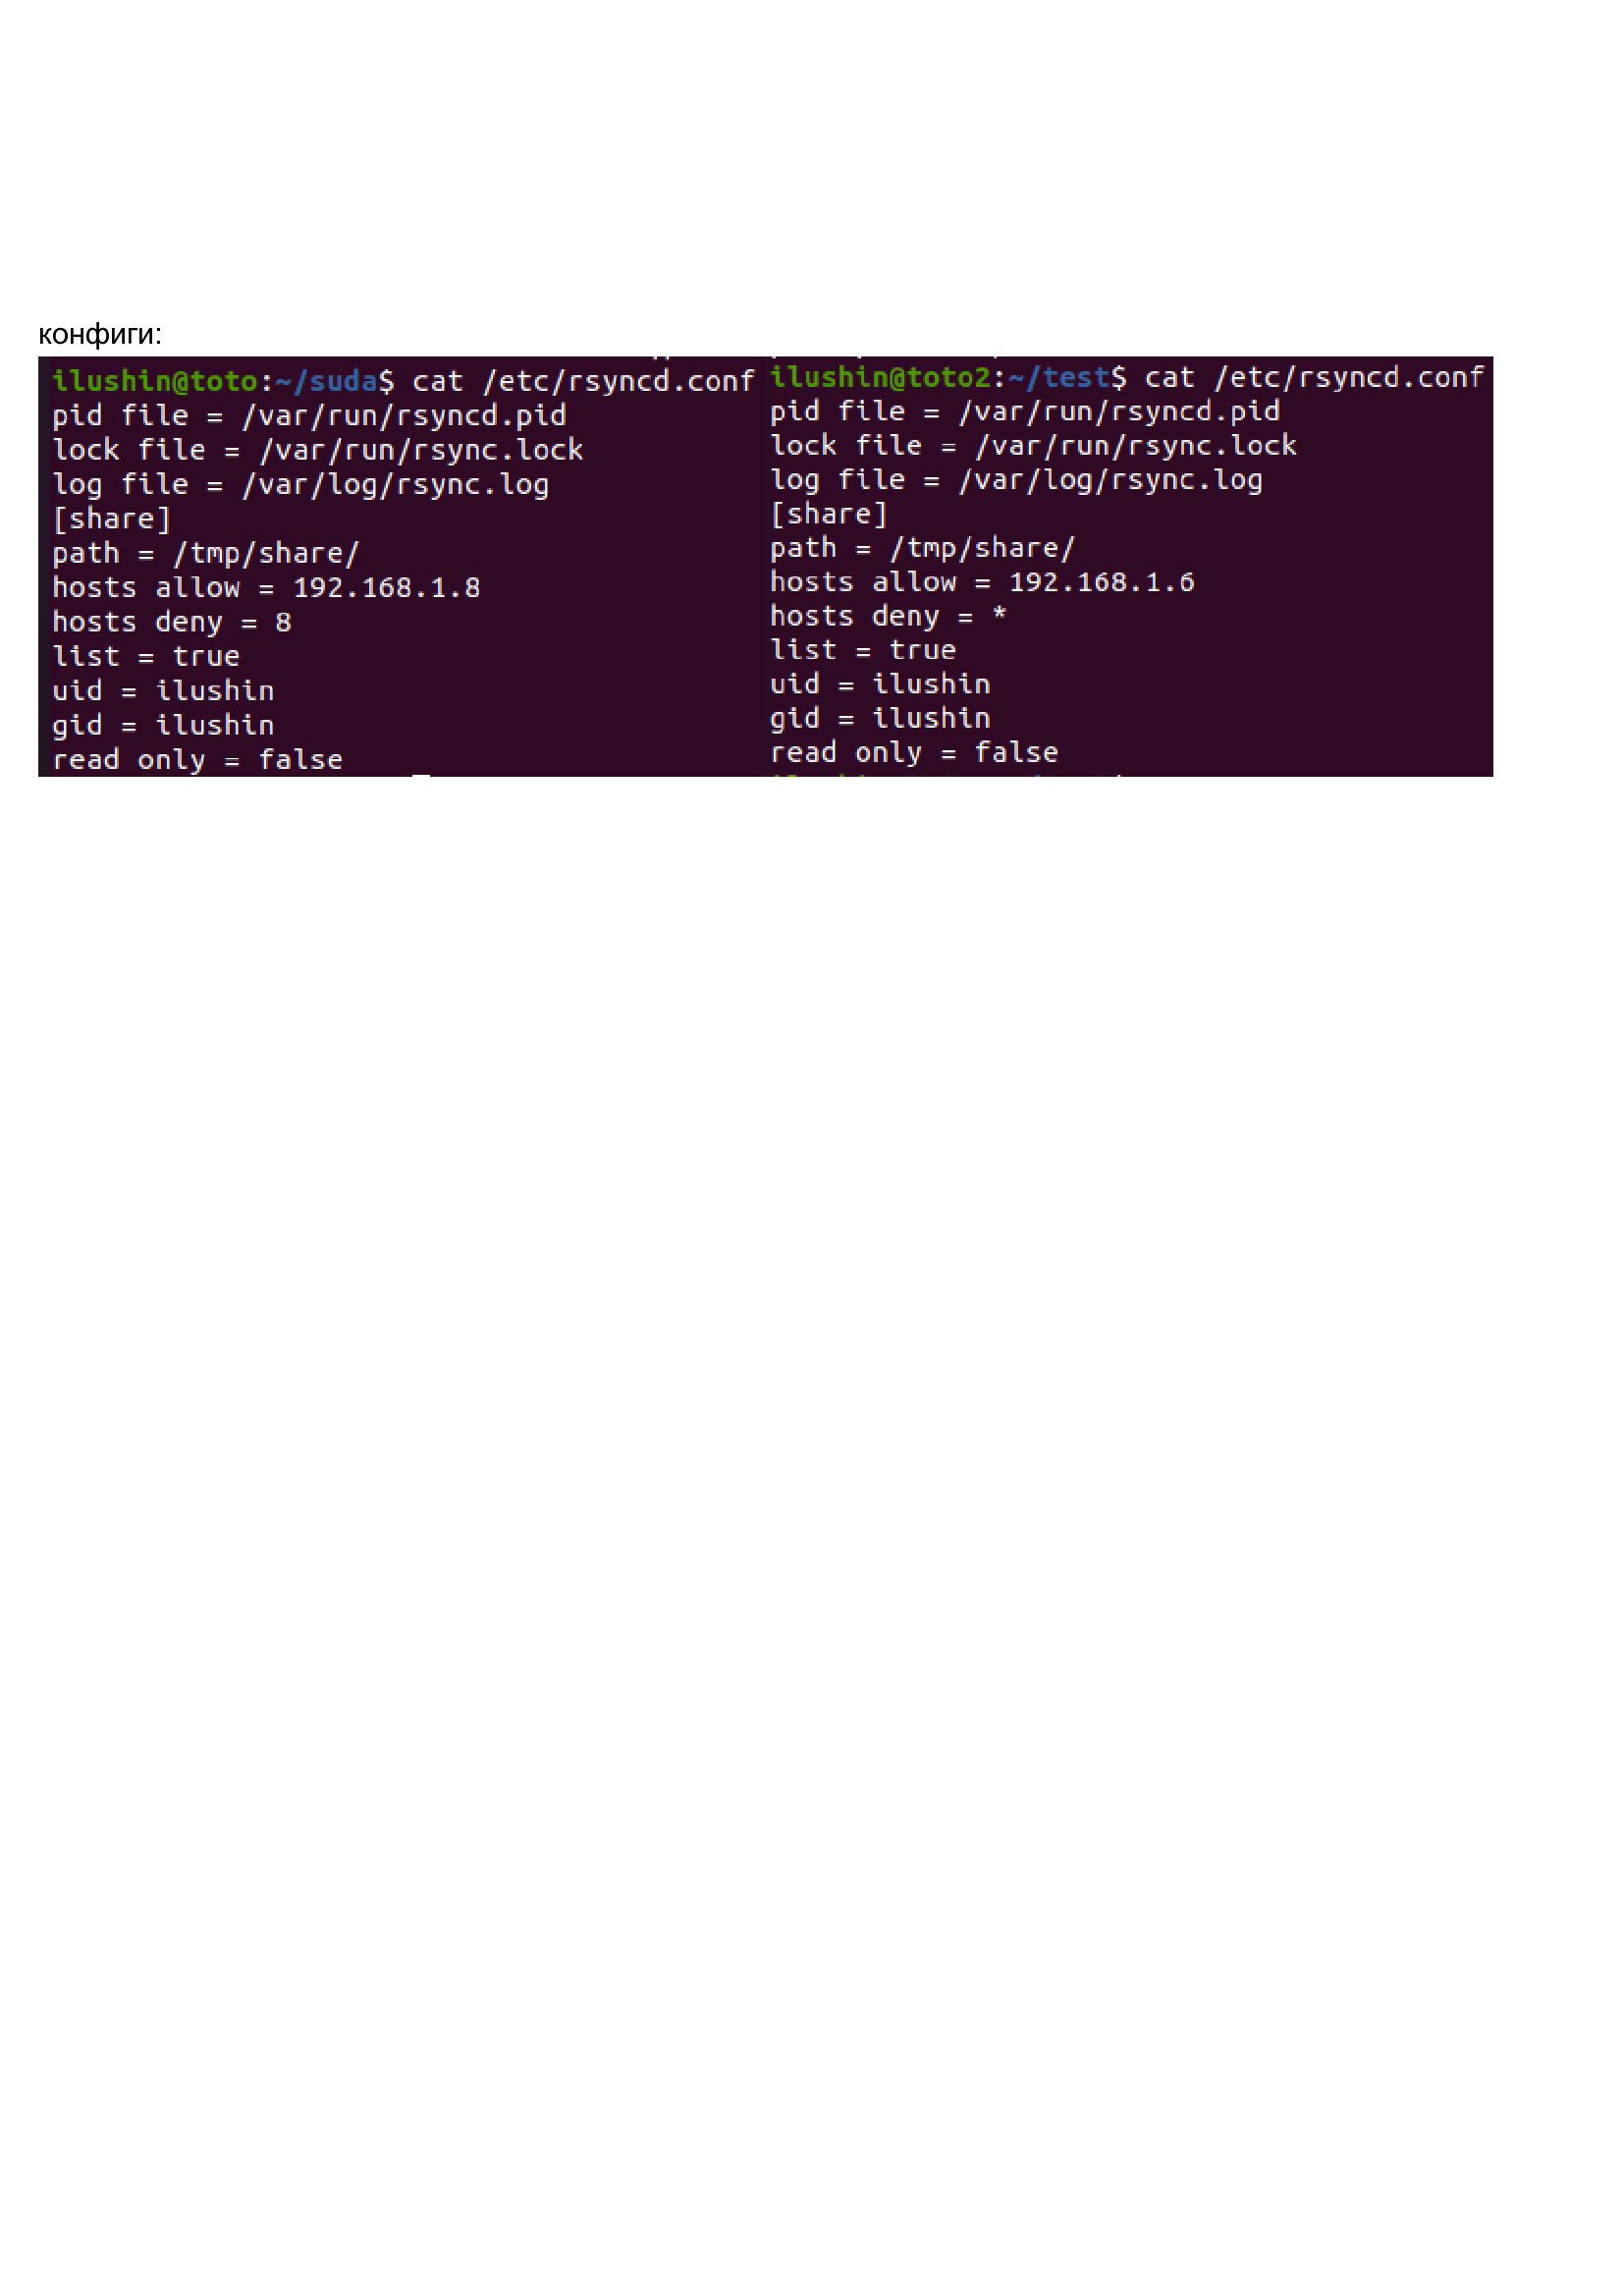 конфиги:
ilushin@toto:~/suda$ cat /etc/rsyncd.conf
pid file = /var/run/rsyncd.pid
lock file = /var/run/rsync.lock
log file = /var/log/rsync.log
[share]
path = /tmp/share/
hosts allow = 192.168.1.8
hosts deny = 8
list = true
uid = ilushin
gid = ilushin
read only = false
ilushin@toto2:~/test$ cat /etc/rsyncd.conf
pid file = /var/run/rsyncd.pid
lock file = /var/run/rsync.lock
log file = /var/log/rsync.log
[share]
path = /tmp/share/
hosts allow = 192.168.1.6
hosts deny = *
list = true
uid = ilushin
gid = ilushin
read only = false